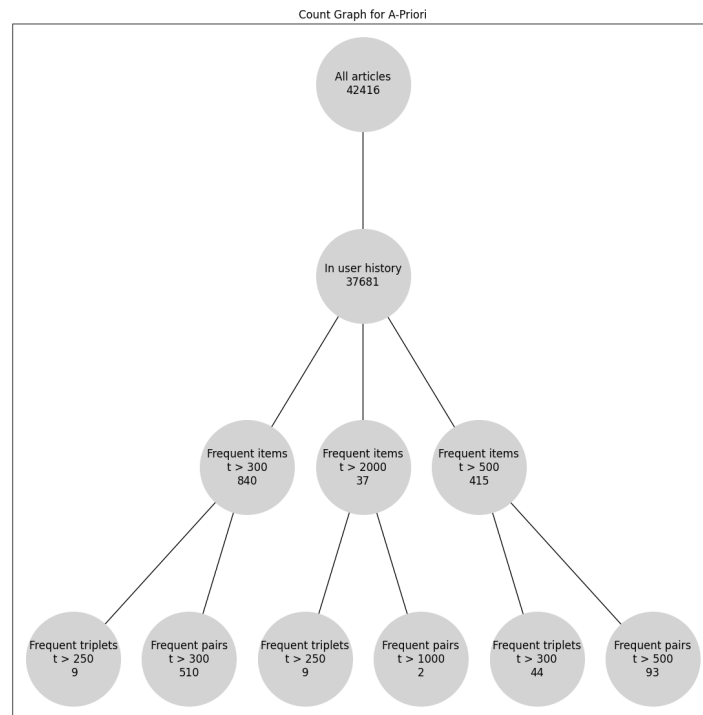 Count Graph for A-Priori
All articles
42416
In user history
37681
Frequent items
t > 300
840
Frequent items
t > 2000
37
Frequent items
t > 500
415
Frequent triplets
t > 250
9
Frequent pairs
t > 300
510
Frequent triplets
t > 250
9
Frequent pairs
t > 1000
2
Frequent triplets
t > 300
44
Frequent pairs
t > 500
93